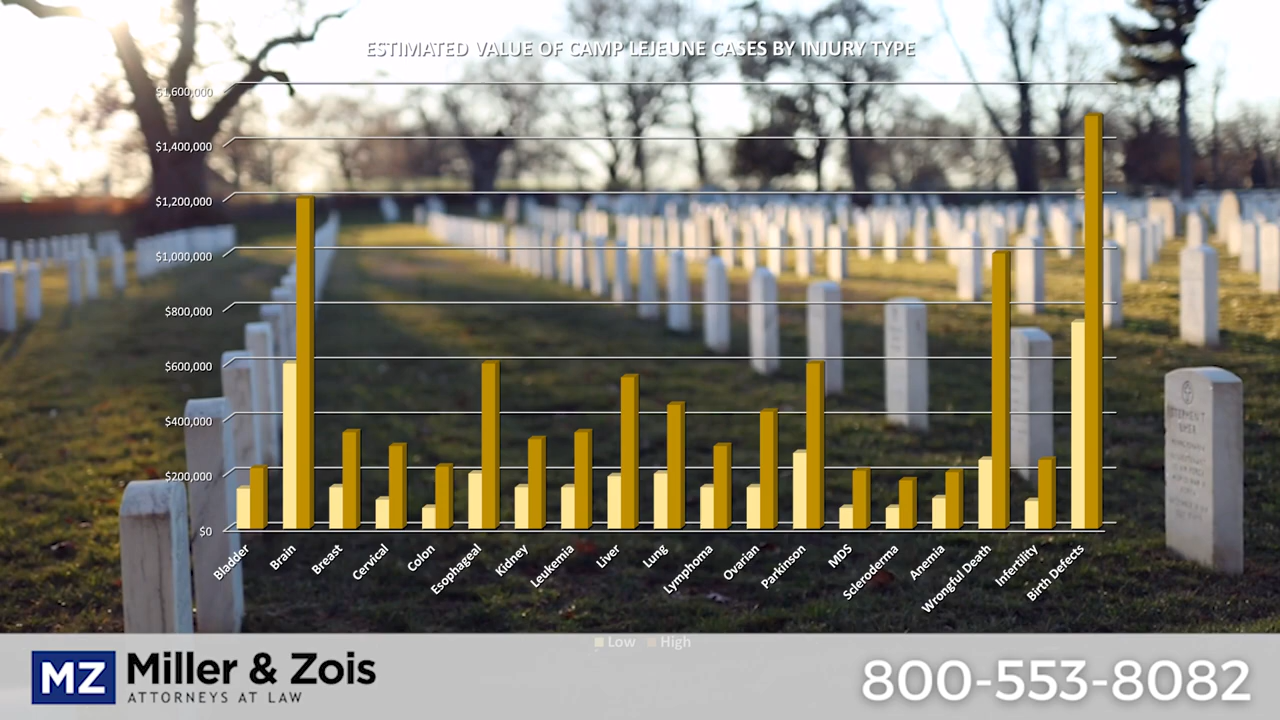 ESTIMATED VALUE OF CAMP LEJEUNE CASES BY INJURY TYPE
$1,600,000
$1,400,000
$1,200,000
$1,000,000
$800,000
$600,000
$400,000
$200,000
$0
Bladder
Brain
Breast
Cervical
Colon
Esophageal
Kidney
Leukemia
Liver
Lung
Lymphoma
Ovarian
Parkinson
MDS
Scleroderma
Anemia
Wrongful Death
Infertility
Birth Defects
Low High
MZ Miller & Zois
ATTORNEYS AT LAW
800-553-8082